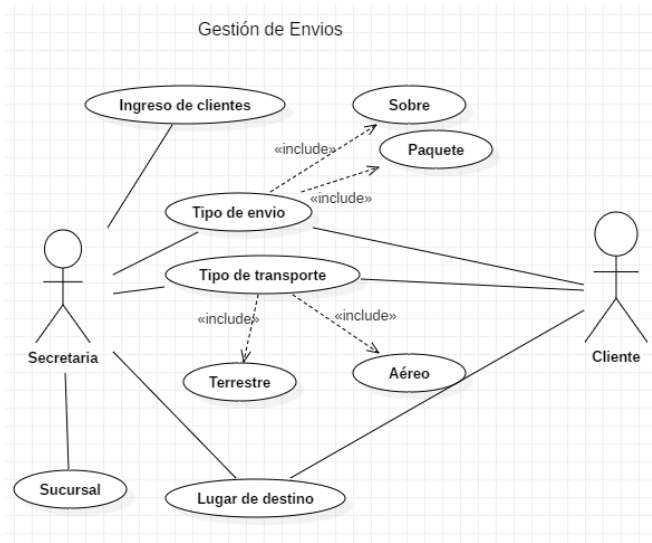 Gestión de Envios
Ingreso de clientes
Sobre
«include»
Paquete
«include»
Tipo de envio
Tipo de transporte
«include»
«include»
Secretaria
Cliente
Terrestre
Aéreo
Sucursal
Lugar de destino